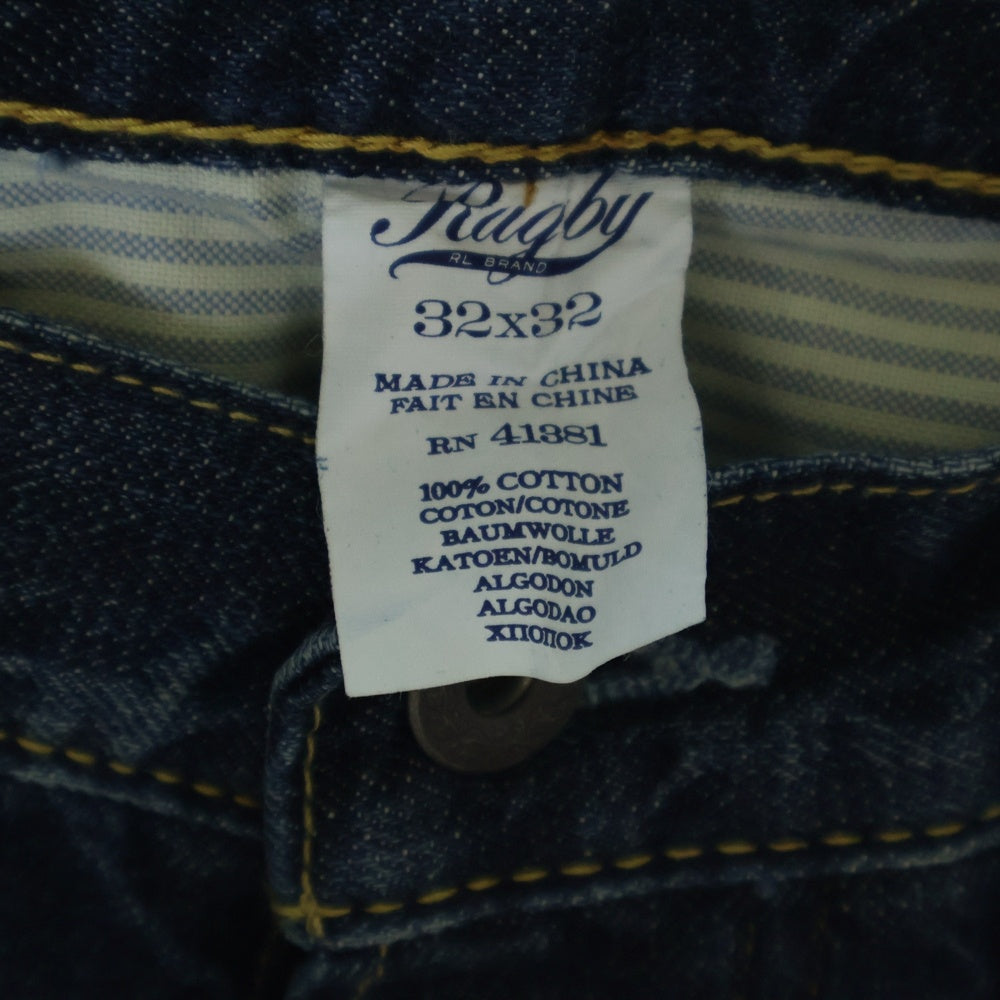 Rugby
RL BRAND
32x32
MADE IN CHINA
FAIT EN CHINE
RN 41381
100% COTTON
COTON/COTONE
BAUMWOLLE
KATOEN/BOMULD
ALGODON
ALGODAO
ХПОПОК